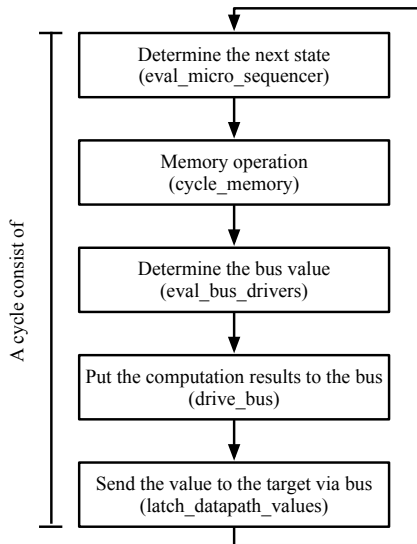 A cycle consist of
Determine the next state
(eval_micro_sequencer)
Memory operation
(cycle_memory)
Determine the bus value
(eval_bus_drivers)
Put the computation results to the bus
(drive_bus)
Send the value to the target via bus
(latch_datapath_values)